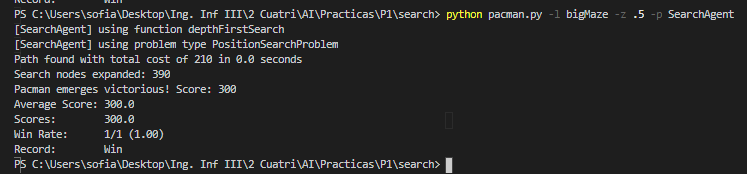 Record:        Win
PS C:\Users\sofia\Desktop\Ing. Inf III\2 Cuatri\AI\Practicas\P1\search> python pacman.py -l bigMaze -z .5 -p SearchAgent
[SearchAgent] using function depthFirstSearch
[SearchAgent] using problem type PositionSearchProblem
Path found with total cost of 210 in 0.0 seconds
Search nodes expanded: 390
Pacman emerges victorious! Score: 300
Average Score: 300.0
Scores:        300.0
Win Rate:      1/1 (1.00)
Record:        Win
PS C:\Users\sofia\Desktop\Ing. Inf III\2 Cuatri\AI\Practicas\P1\search>